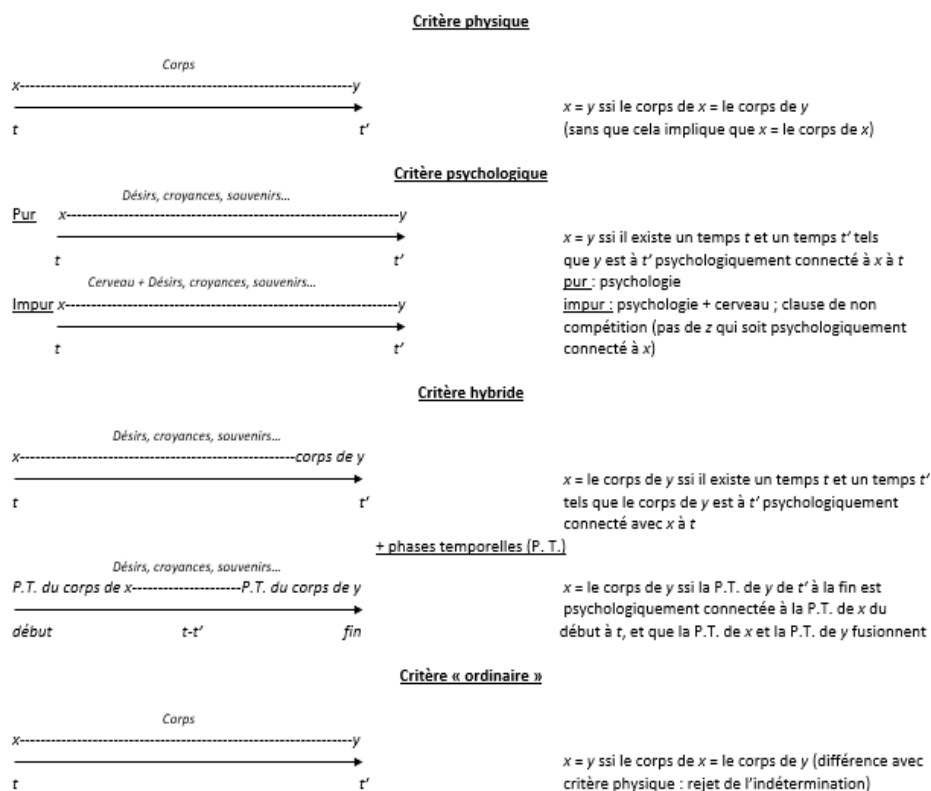 Critère physique
Corps
x-----------------------------------------------------------------------y
t t’
x = y ssi le corps de x = le corps de y
(sans que cela implique que x = le corps de x)
Critère psychologique
Désirs, croyances, souvenirs…
Pur x-----------------------------------------------------------------------y
t t’
Cerveau + Désirs, croyances, souvenirs…
Impur x-----------------------------------------------------------------------y
t t’
x = y ssi il existe un temps t et un temps t’ tels
que y est à t’ psychologiquement connecté à x à t
pur : psychologie
impur : psychologie + cerveau ; clause de non
compétition (pas de z qui soit psychologiquement
connecté à x)
Critère hybride
Désirs, croyances, souvenirs…
x-----------------------------------------------------------corps de y
t t’
x = le corps de y ssi il existe un temps t et un temps t’
tels que le corps de y est à t’ psychologiquement
connecté avec x à t
+ phases temporelles (P. T.)
Désirs, croyances, souvenirs…
P.T. du corps de x-----------------------P.T. du corps de y
début t-t’ fin
x = le corps de y ssi la P.T. de y de t’ à la fin est
psychologiquement connectée à la P.T. de x du
début à t, et que la P.T. de x et la P.T. de y fusionnent
Critère « ordinaire »
Corps
x-----------------------------------------------------------------------y
t t’
x = y ssi le corps de x = le corps de y (différence avec
critère physique : rejet de l’indétermination)